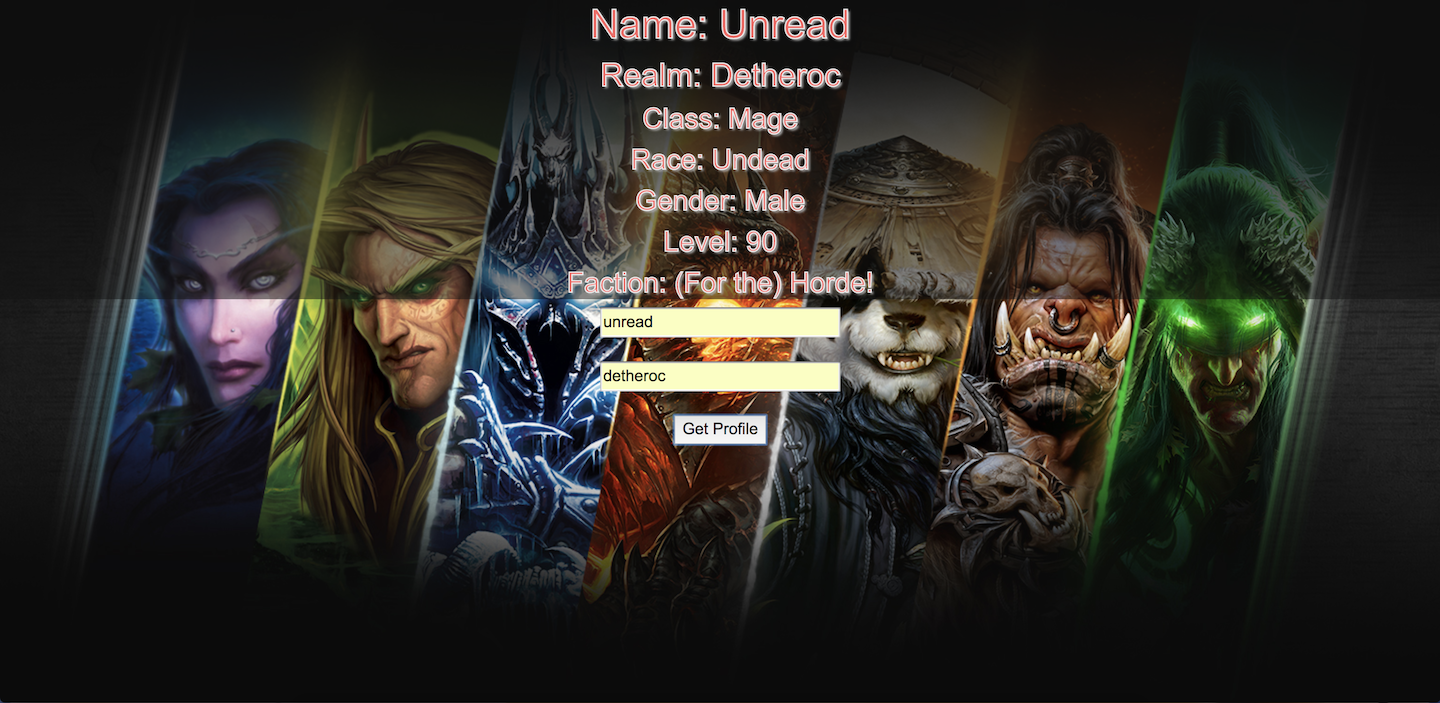 Name: Unread
Realm: Detheroc
Class: Mage
Race: Undead
Gender: Male
Level: 90
Faction: (For the) Horde!
unread
detheroc
Get Profile